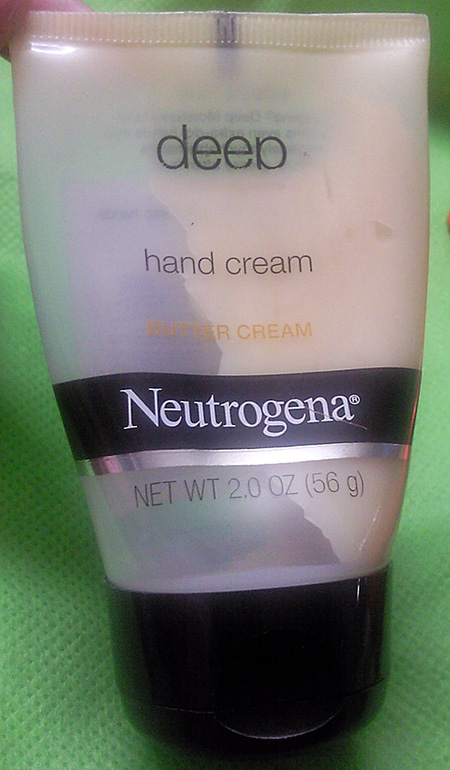 deep
hand cream
BUTTER CREAM
Neutrogena®
NET WT 2.0 OZ (56 g)